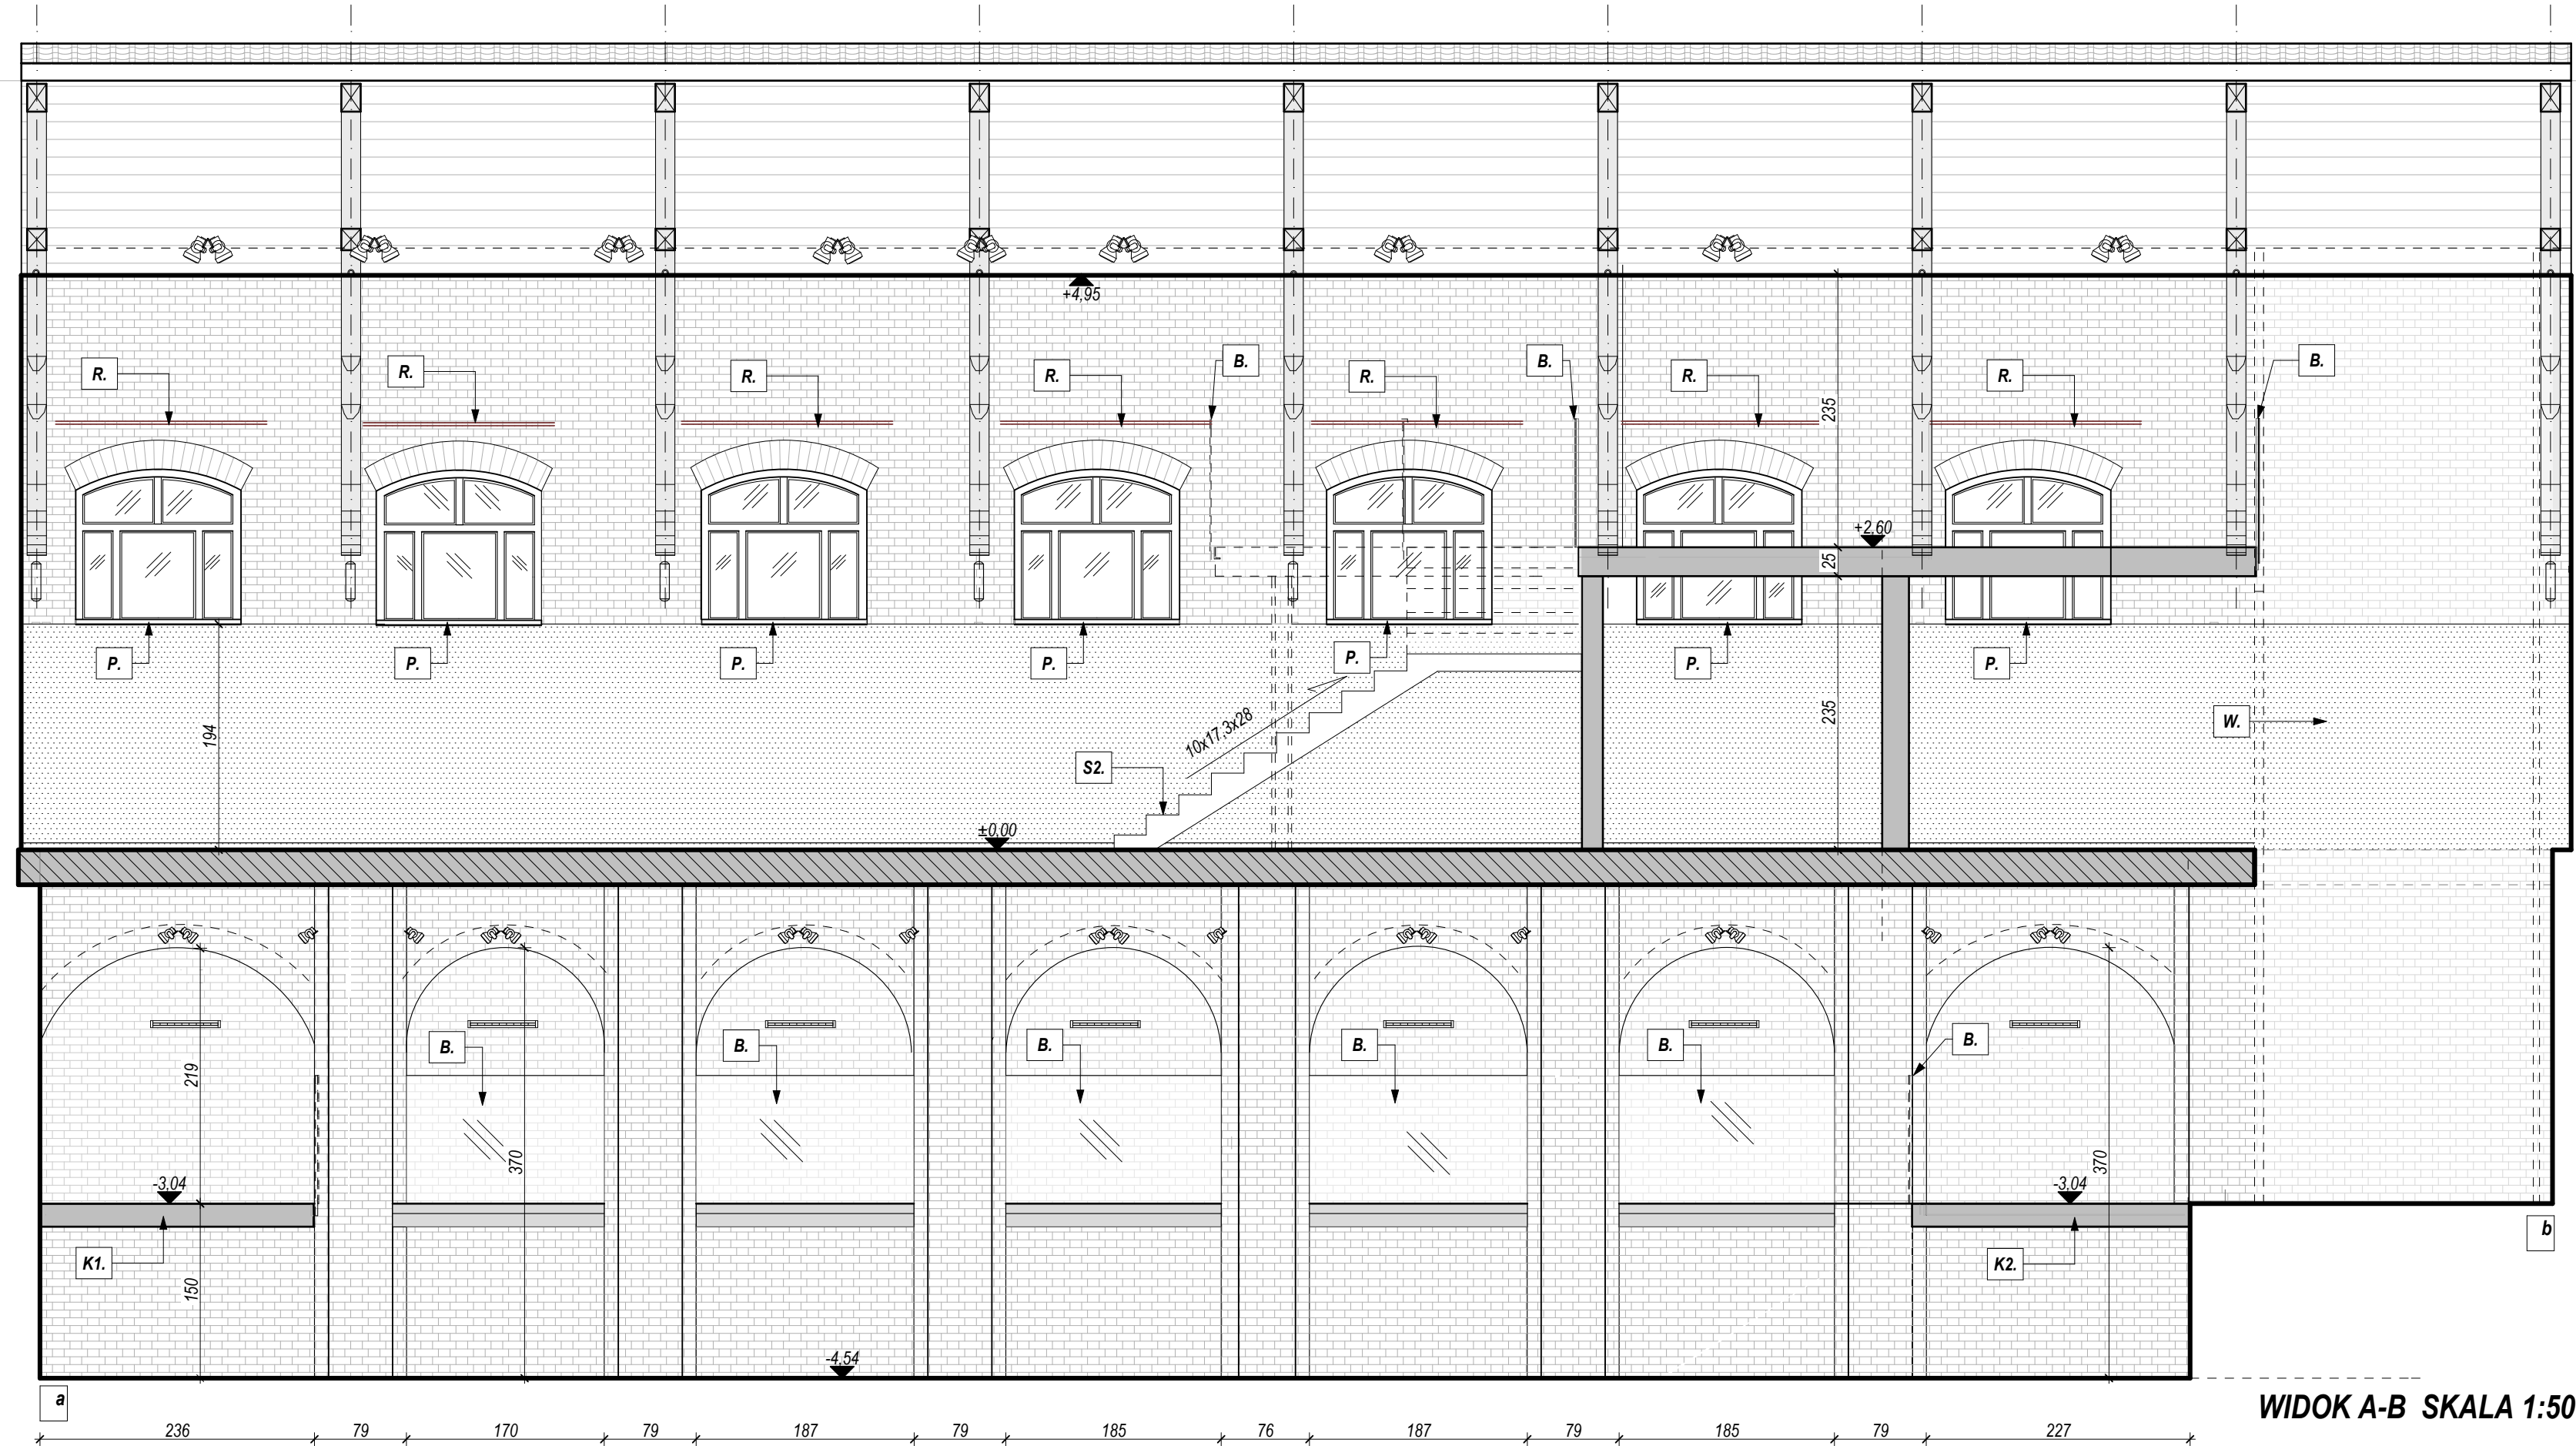 +4,95
R.
R.
R.
R.
B.
R.
B.
R.
R.
B.
235
+2,60
25
P.
P.
P.
P.
P.
P.
P.
194
10x17,3x28
235
W.
S2.
±0,00
B.
B.
B.
B.
B.
B.
219
370
370
-3,04
-3,04
K1.
K2.
150
b
-4,54
a
WIDOK A-B SKALA 1:50
236 79 170 79 187 79 185 76 187 79 185 79 227